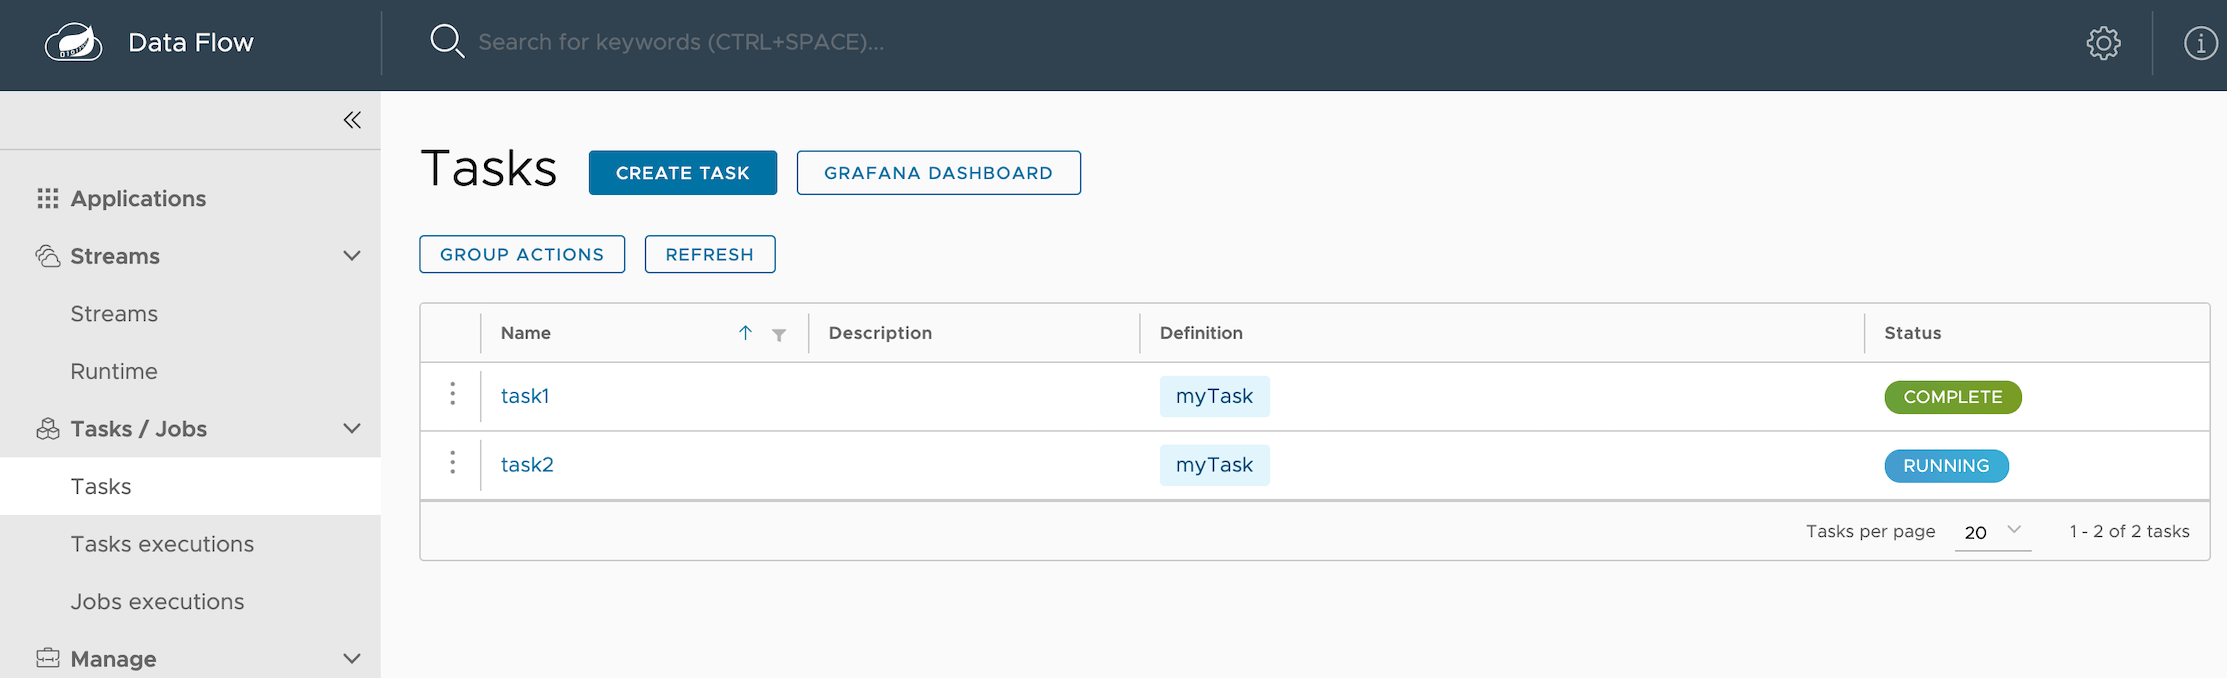 Data Flow
Search for keywords (CTRL+SPACE)...
Applications
Streams
Streams
Runtime
Tasks / Jobs
Tasks
Tasks executions
Jobs executions
Manage
Tasks CREATE TASK GRAFANA DASHBOARD
GROUP ACTIONS REFRESH
Name Description Definition Status
task1 myTask COMPLETE
task2 myTask RUNNING
Tasks per page 20 1 - 2 of 2 tasks